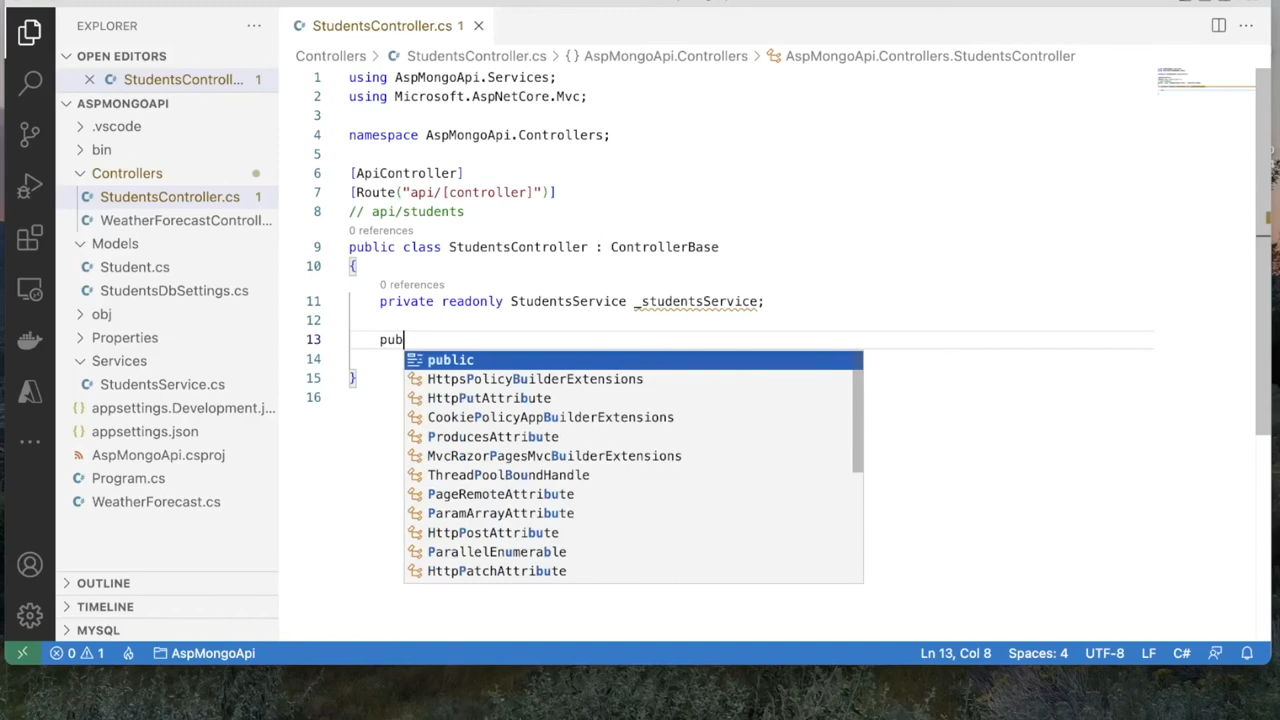 EXPLORER
OPEN EDITORS
StudentsControll... 1
ASPMONGOAPI
.vscode
bin
Controllers
StudentsController.cs 1
WeatherForecastControll...
Models
Student.cs
StudentsDbSettings.cs
obj
Properties
Services
StudentsService.cs
appsettings.Development.j...
appsettings.json
AspMongoApi.csproj
Program.cs
WeatherForecast.cs
OUTLINE
TIMELINE
MYSQL
StudentsController.cs 1
Controllers > StudentsController.cs > {} AspMongoApi.Controllers > AspMongoApi.Controllers.StudentsController
1 using AspMongoApi.Services;
2 using Microsoft.AspNetCore.Mvc;
3
4 namespace AspMongoApi.Controllers;
5
6 [ApiController]
7 [Route("api/[controller]")]
8 // api/students
0 references
9 public class StudentsController : ControllerBase
10 {
0 references
11 private readonly StudentsService _studentsService;
12
13 pub
14
15 }
16
public
HttpsPolicyBuilderExtensions
HttpPutAttribute
CookiePolicyAppBuilderExtensions
ProducesAttribute
MvcRazorPagesMvcBuilderExtensions
ThreadPoolBoundHandle
PageRemoteAttribute
ParamArrayAttribute
HttpPostAttribute
ParallelEnumerable
HttpPatchAttribute
0 1 AspMongoApi Ln 13, Col 8 Spaces: 4 UTF-8 LF C#